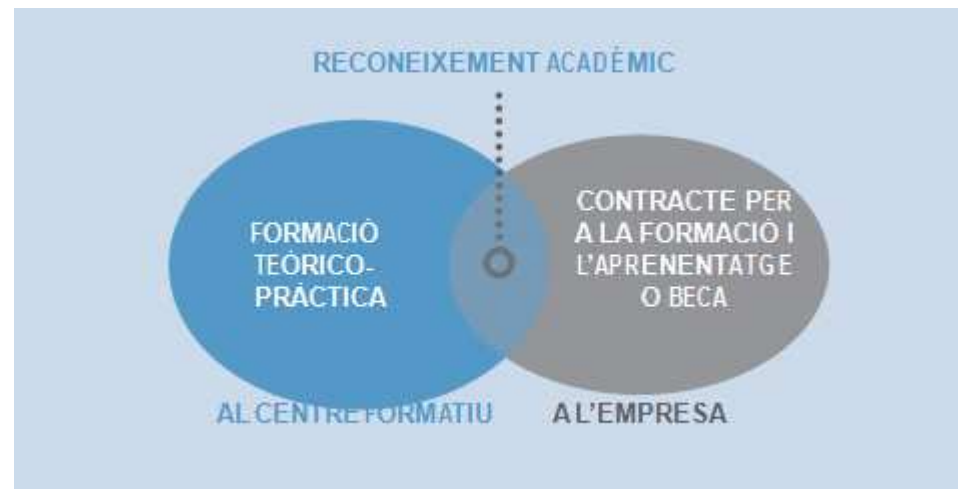 RECONEIXEMENT ACADÈMIC
FORMACIÓ
TEÒRICO-
PRÀCTICA
CONTRACTE PER
A LA FORMACIÓ I
L'APRENENTATGE
O BECA
AL CENTRE FORMATIU
A L'EMPRESA